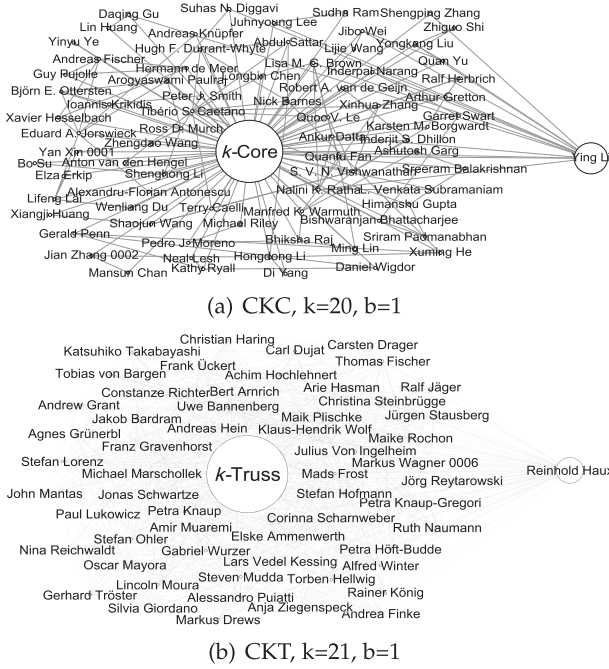 Daqing Gu
Suhas N. Diggavi
Sudha Ram
Shengping Zhang
Lin Huang
Juhnyoung Lee
Zhiguo Shi
Andreas Knüpfer
Jibo Wei
Yinyu Ye
Hugh F. Durrant-Whyte
Abdul Sattar
Lijie Wang
Yongkang Liu
Andreas Fischer
Lisa M. G. Brown
Quan Yu
Guy Pujolle
Hermann de Meer
Longbin Chen
Inderpal Narang
Ralf Herbrich
Arogyaswami Paulraj
Björn E. Ottersten
Robert A. van de Geijn
Ioannis Krikidis
Peter J. Smith
Nick Barnes
Xinhua Zhang
Arthur Gretton
Xavier Hesselbach
Tibério S. Caetano
Quoc V. Le
Garret Swart
Eduard A. Jorswieck
Ross D. Murch
Karsten M. Borgwardt
Zhengdao Wang
Ankur Datta
Inderjit S. Dhillon
Yan Xin 0001
k-Core
Quanfu Fan
Ashutosh Garg
Ying Li
Bo Su
Anton van den Hengel
Elza Erkip
Shenghong Li
S. V. N. Vishwanathan
Sreeram Balakrishnan
Alexandru-Florian Antonescu
Nalini K. Ratha
L. Venkata Subramaniam
Lifeng Lai
Wenliang Du
Terry Caelli
Manfred K. Warmuth
Himanshu Gupta
Xiangji Huang
Shaojun Wang
Michael Riley
Bishwaranjan Bhattacharjee
Gerald Penn
Pedro J. Moreno
Bhiksha Raj
Sriram Padmanabhan
Jian Zhang 0002
Neal Lesh
Hongdong Li
Ming Lin
Xuming He
Mansun Chan
Kathy Ryall
Di Yang
Daniel Wigdor
(a) CKC, k=20, b=1
Christian Haring
Katsuhiko Takabayashi
Carl Dujat
Carsten Drager
Frank Ückert
Thomas Fischer
Tobias von Bargen
Achim Hochlehnert
Constanze Richter
Bert Arnrich
Arie Hasman
Ralf Jäger
Andrew Grant
Uwe Bannenberg
Christina Steinbrügge
Jakob Bardram
Maik Plischke
Jürgen Stausberg
Agnes Grünerbl
Andreas Hein
Klaus-Hendrik Wolf
Franz Gravenhorst
Maike Rochon
Stefan Lorenz
Julius Von Ingelheim
Michael Marschollek
k-Truss
Mads Frost
Markus Wagner 0006
Reinhold Haux
Jörg Reytarowski
John Mantas
Jonas Schwartze
Stefan Hofmann
Paul Lukowicz
Petra Knaup
Petra Knaup-Gregori
Amir Muaremi
Corinna Scharnweber
Ruth Naumann
Stefan Ohler
Elske Ammenwerth
Nina Reichwaldt
Gabriel Wurzer
Petra Höft-Budde
Oscar Mayora
Lars Vedel Kessing
Alfred Winter
Lincoln Moura
Steven Mudda
Torben Hellwig
Gerhard Tröster
Alessandro Puiatti
Rainer König
Silvia Giordano
Anja Ziegenspeck
Markus Drews
Andrea Finke
(b) CKT, k=21, b=1